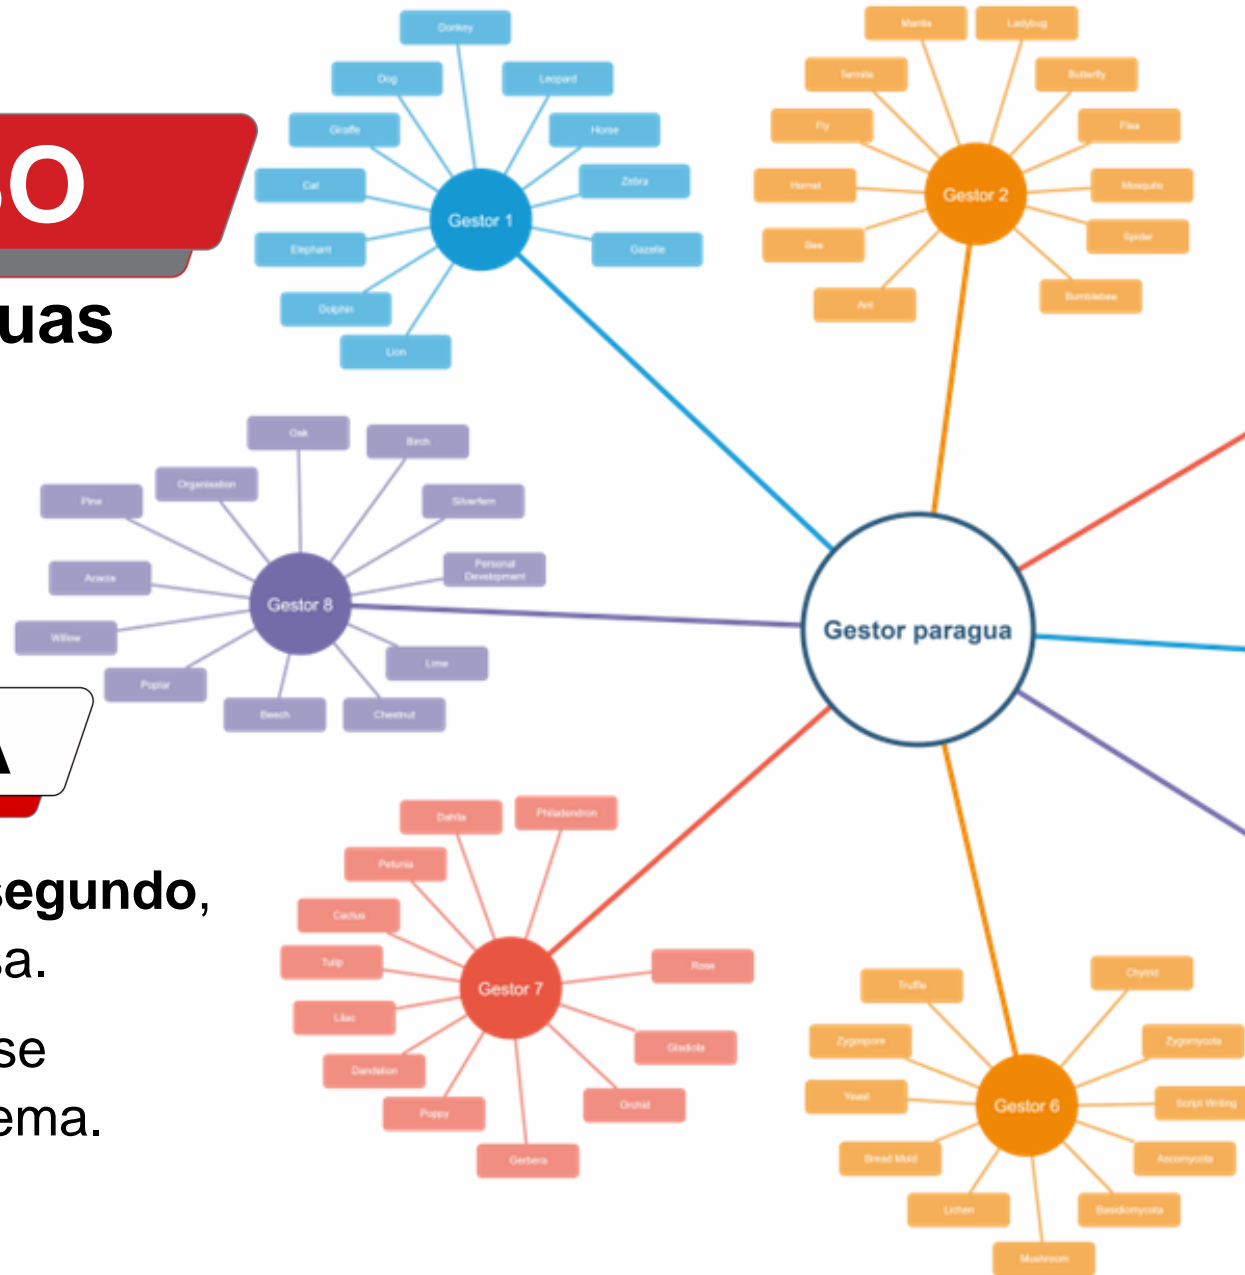 SO
uas
A
segundo,
sa.
se
ema.
Donkey
Dog
Leopard
Giraffe
Horse
Cat
Zebra
Gestor 1
Elephant
Gazelle
Dolphin
Lion
Mantis
Ladybug
Termite
Butterfly
Fly
Flea
Hornet
Mosquito
Gestor 2
Bee
Spider
Ant
Bumblebee
Oak
Birch
Organisation
Pine
Silverfern
Acacia
Personal
Development
Gestor 8
Willow
Lime
Poplar
Beech
Chestnut
Gestor paragua
Dahlia
Philadendron
Petunia
Cactus
Tulip
Rose
Gestor 7
Lilac
Gladiola
Dandelion
Orchid
Poppy
Gerbera
Truffle
Chytrid
Zygospore
Zygomycota
Yeast
Script Writing
Gestor 6
Bread Mold
Ascomycota
Lichen
Basidiomycota
Mushroom